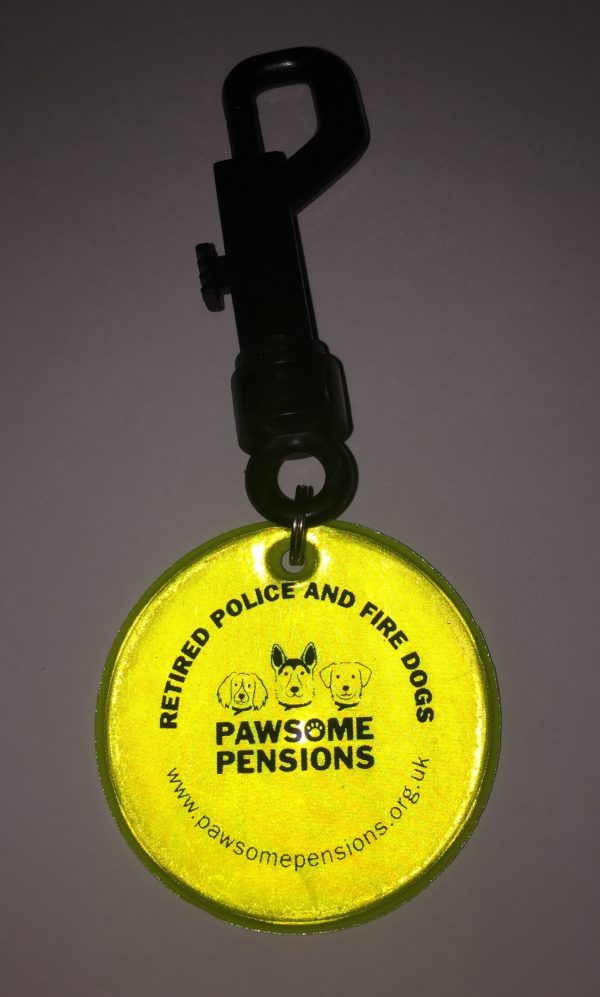 RETIRED POLICE AND FIRE DOGS
PAWSOME
PENSIONS
www.pawsomepensions.org.uk